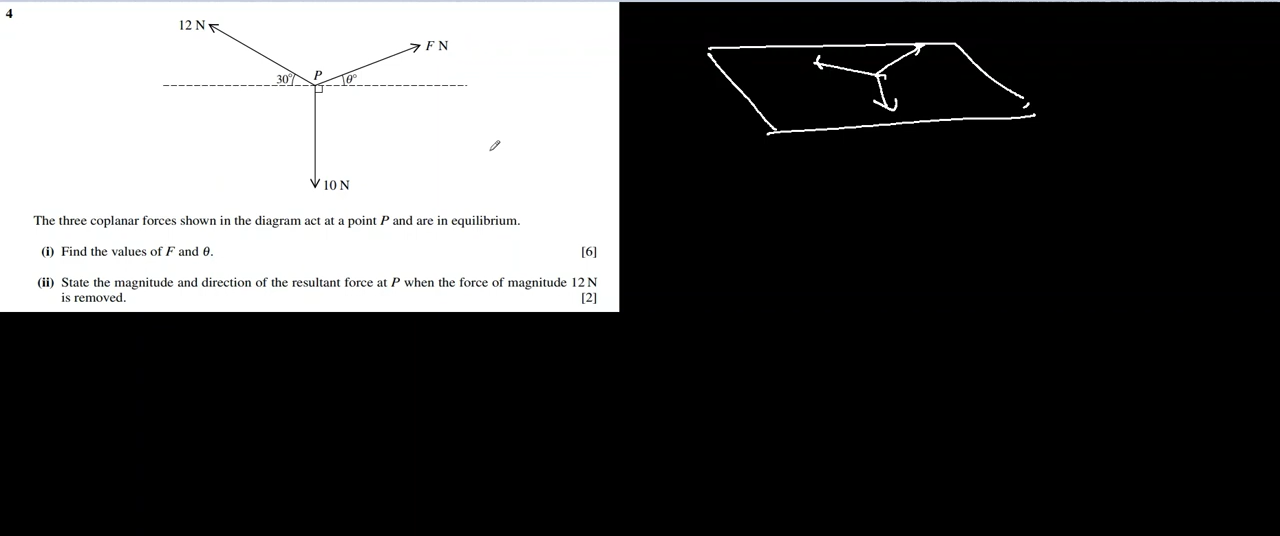 4
12 N
F N
30°
P
θ°
10 N
The three coplanar forces shown in the diagram act at a point P and are in equilibrium.
(i) Find the values of F and θ. [6]
(ii) State the magnitude and direction of the resultant force at P when the force of magnitude 12 N
is removed. [2]